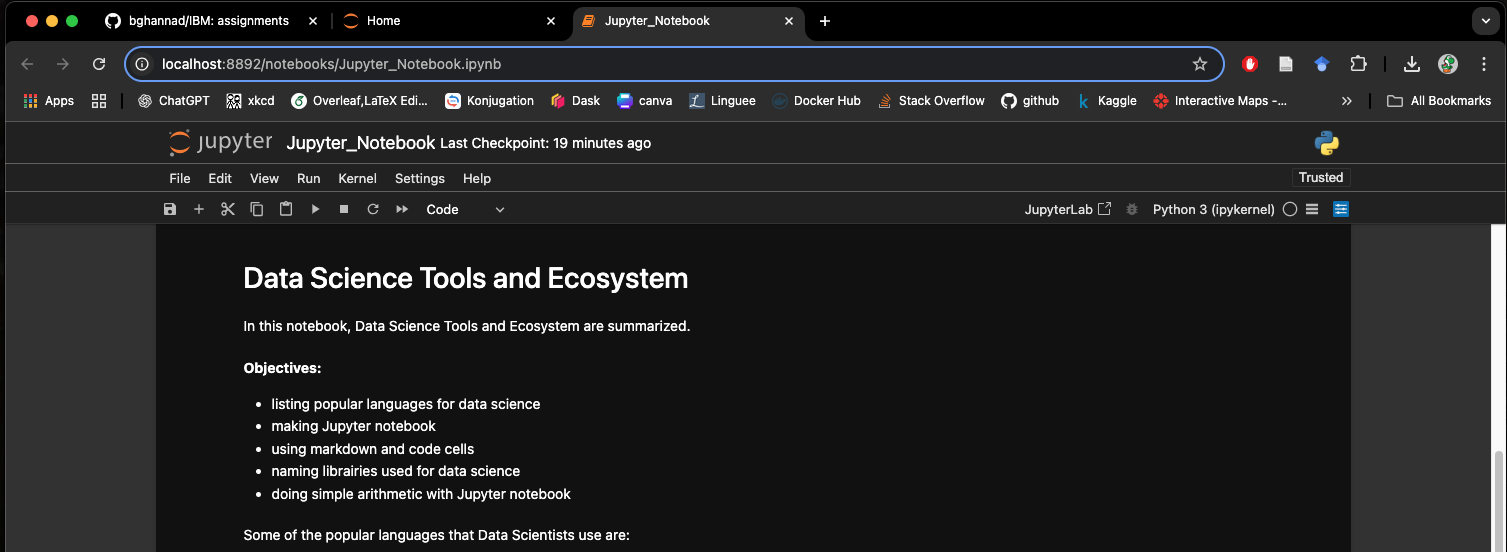 bghannad/IBM: assignments
Home
Jupyter_Notebook
localhost:8892/notebooks/Jupyter_Notebook.ipynb
Apps ChatGPT xkcd Overleaf,LaTeX Edi... Konjugation Dask canva Linguee Docker Hub Stack Overflow github Kaggle Interactive Maps -... All Bookmarks
jupyter Jupyter_Notebook Last Checkpoint: 19 minutes ago
File Edit View Run Kernel Settings Help Trusted
Code JupyterLab Python 3 (ipykernel)
Data Science Tools and Ecosystem
In this notebook, Data Science Tools and Ecosystem are summarized.
Objectives:
• listing popular languages for data science
• making Jupyter notebook
• using markdown and code cells
• naming librairies used for data science
• doing simple arithmetic with Jupyter notebook
Some of the popular languages that Data Scientists use are: